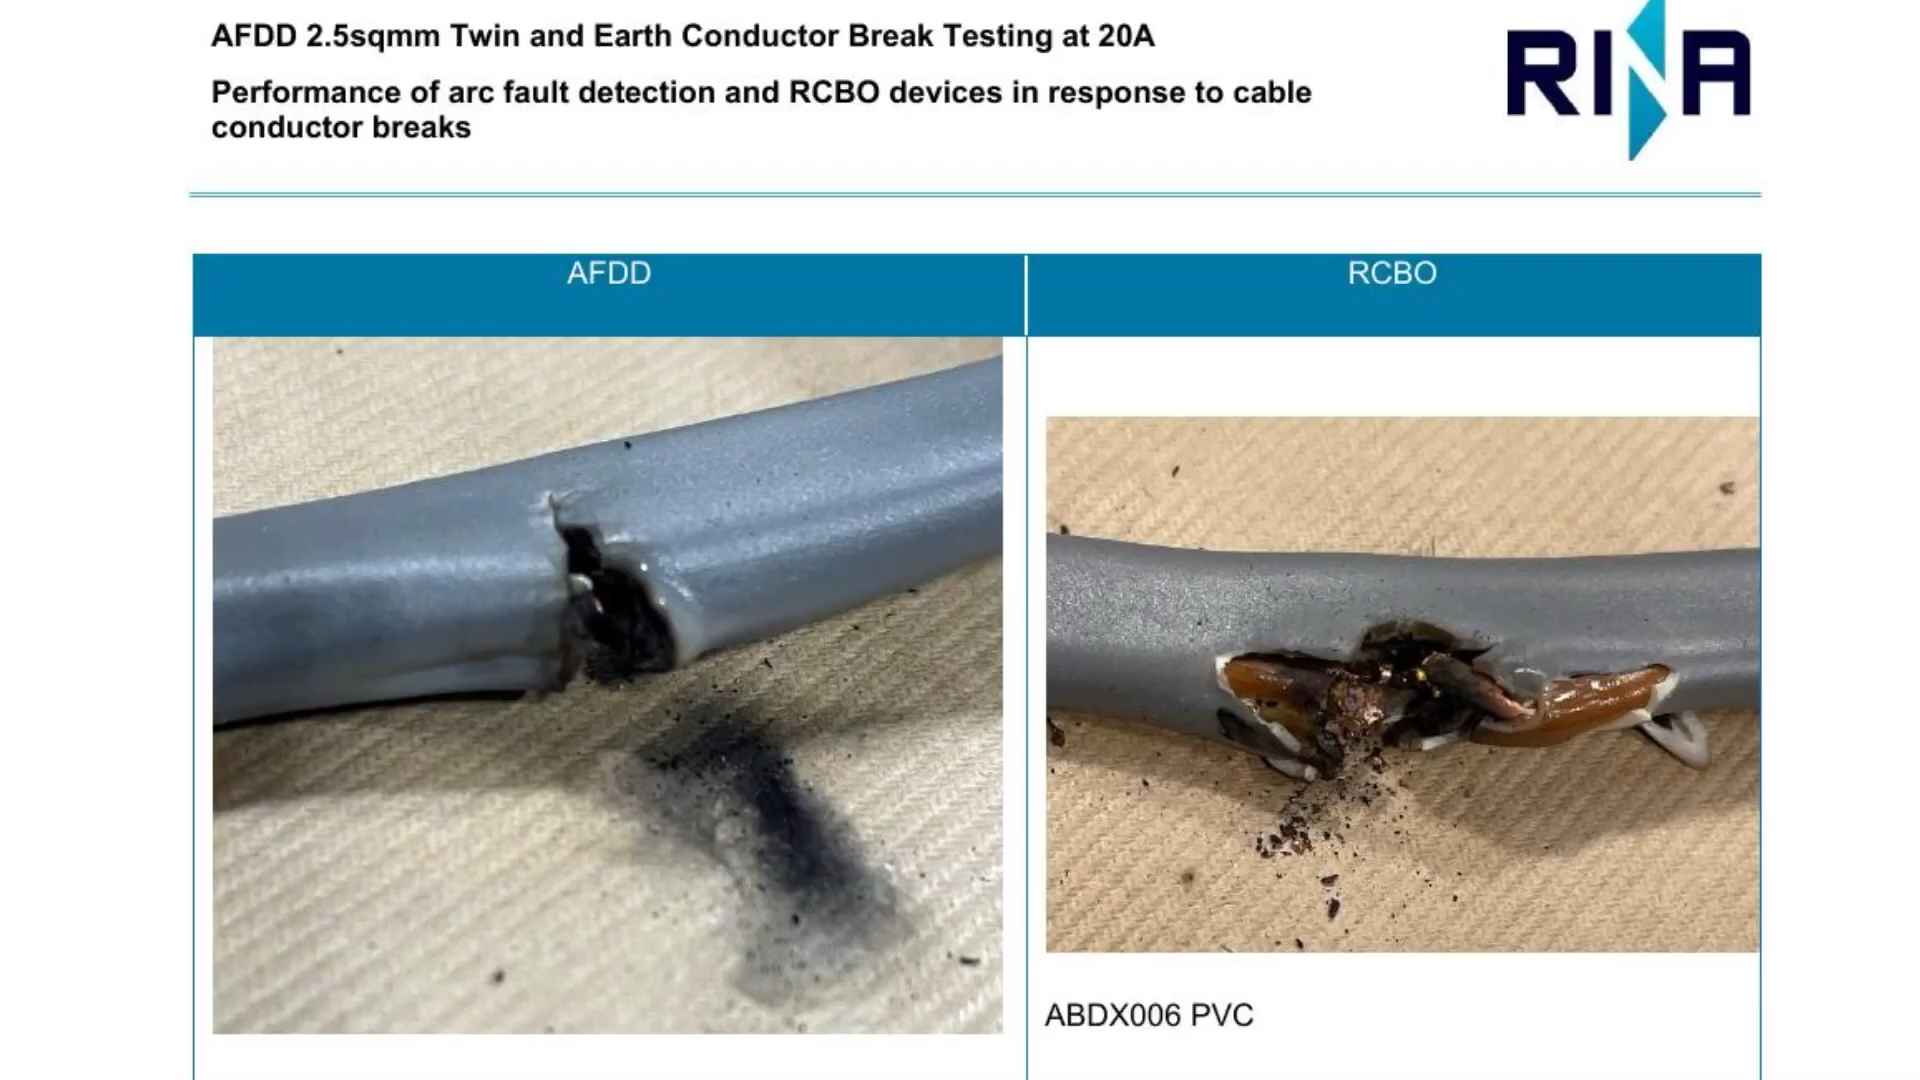 AFDD 2.5sqmm Twin and Earth Conductor Break Testing at 20A
RINA
Performance of arc fault detection and RCBO devices in response to cable
conductor breaks
AFDD
RCBO
ABDX006 PVC